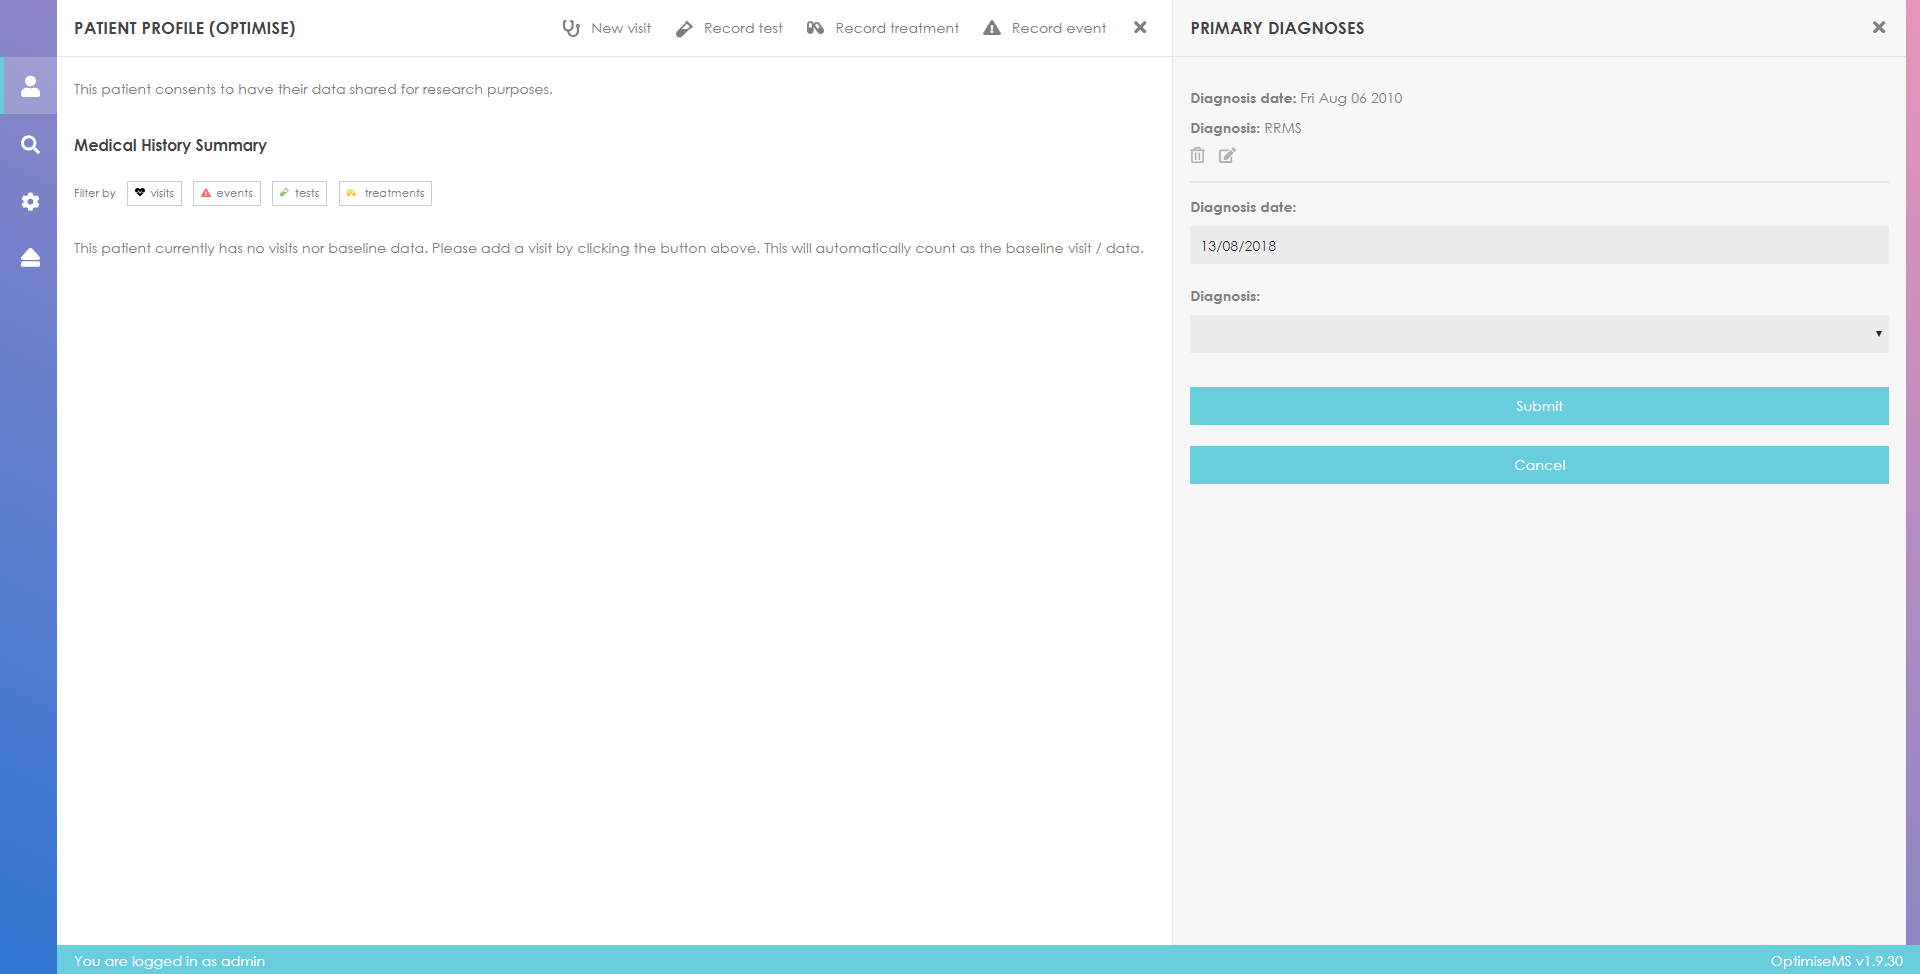 PATIENT PROFILE (OPTIMISE)
New visit
Record test
Record treatment
Record event
This patient consents to have their data shared for research purposes.
Medical History Summary
Filter by visits events tests treatments
This patient currently has no visits nor baseline data. Please add a visit by clicking the button above. This will automatically count as the baseline visit / data.
PRIMARY DIAGNOSES
Diagnosis date: Fri Aug 06 2010
Diagnosis: RRMS
Diagnosis date:
13/08/2018
Diagnosis:
Submit
Cancel
You are logged in as admin
OptimiseMS v1.9.30